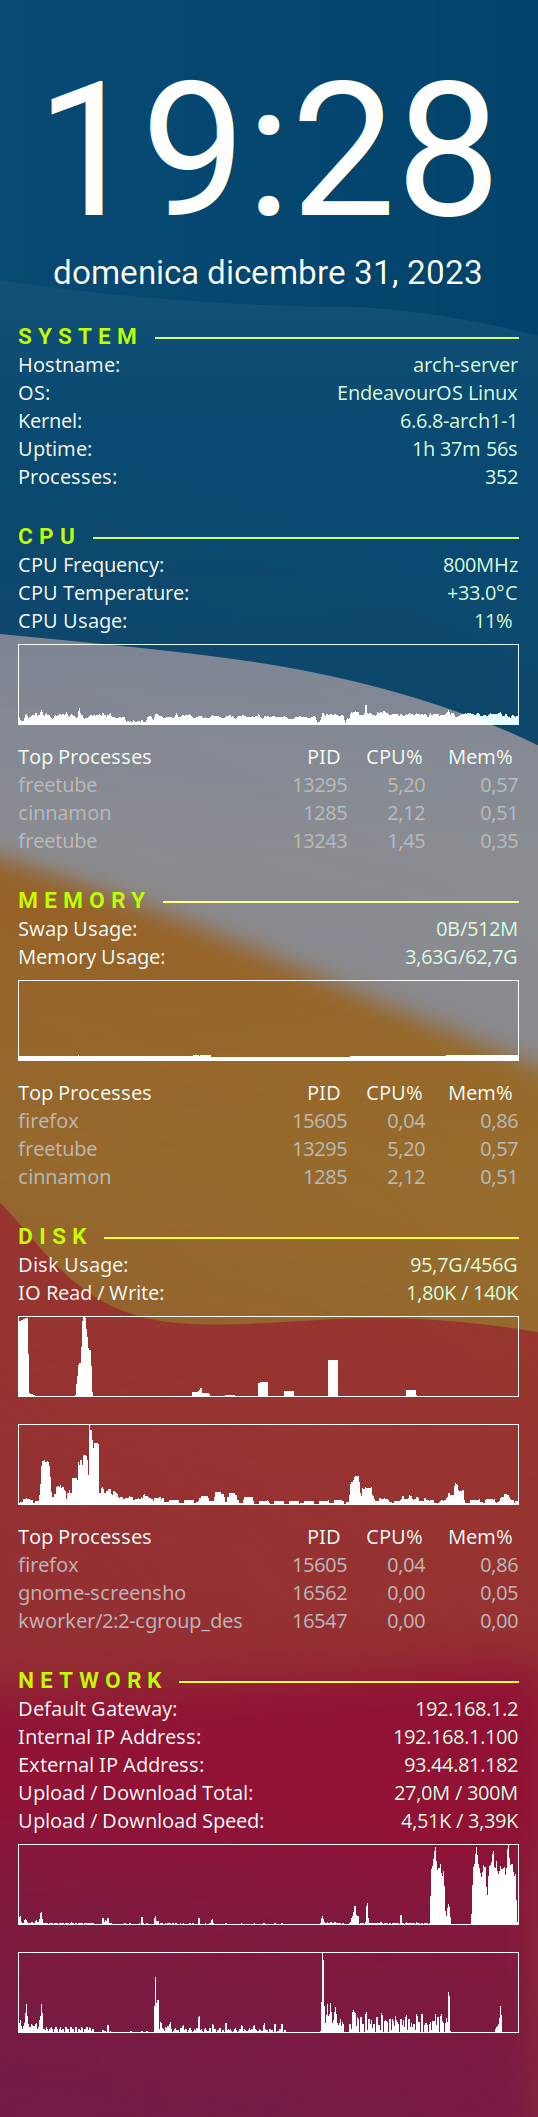 19:28
domenica dicembre 31, 2023
SYSTEM
Hostname: arch-server
OS: EndeavourOS Linux
Kernel: 6.6.8-arch1-1
Uptime: 1h 37m 56s
Processes: 352
CPU
CPU Frequency: 800MHz
CPU Temperature: +33.0°C
CPU Usage: 11%
Top Processes PID CPU% Mem%
freetube 13295 5,20 0,57
cinnamon 1285 2,12 0,51
freetube 13243 1,45 0,35
MEMORY
Swap Usage: 0B/512M
Memory Usage: 3,63G/62,7G
Top Processes PID CPU% Mem%
firefox 15605 0,04 0,86
freetube 13295 5,20 0,57
cinnamon 1285 2,12 0,51
DISK
Disk Usage: 95,7G/456G
IO Read / Write: 1,80K / 140K
Top Processes PID CPU% Mem%
firefox 15605 0,04 0,86
gnome-screensho 16562 0,00 0,05
kworker/2:2-cgroup_des 16547 0,00 0,00
NETWORK
Default Gateway: 192.168.1.2
Internal IP Address: 192.168.1.100
External IP Address: 93.44.81.182
Upload / Download Total: 27,0M / 300M
Upload / Download Speed: 4,51K / 3,39K